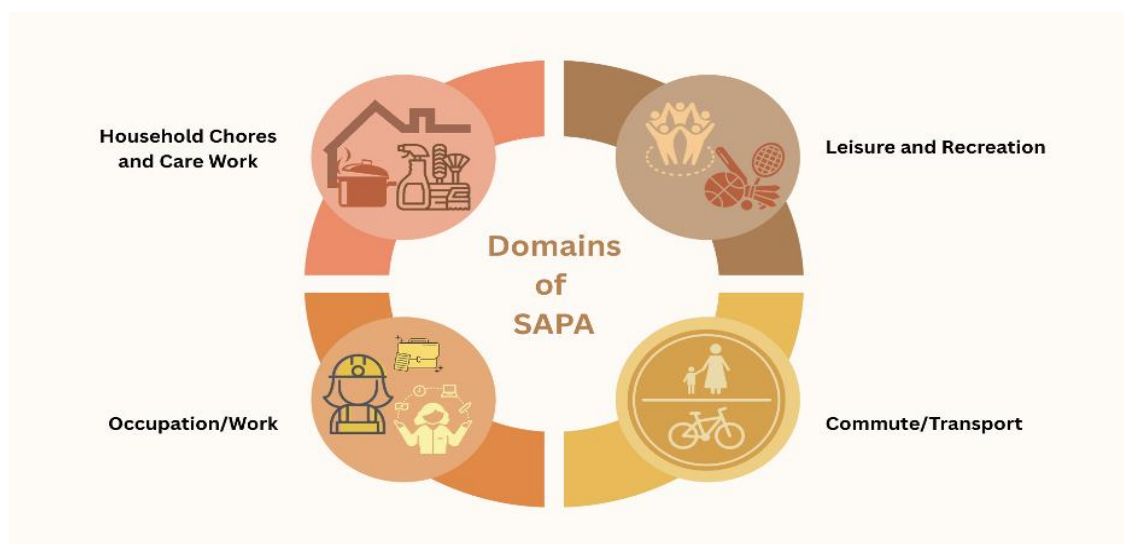 Household Chores
and Care Work
Leisure and Recreation
Domains
of
SAPA
Occupation/Work
Commute/Transport